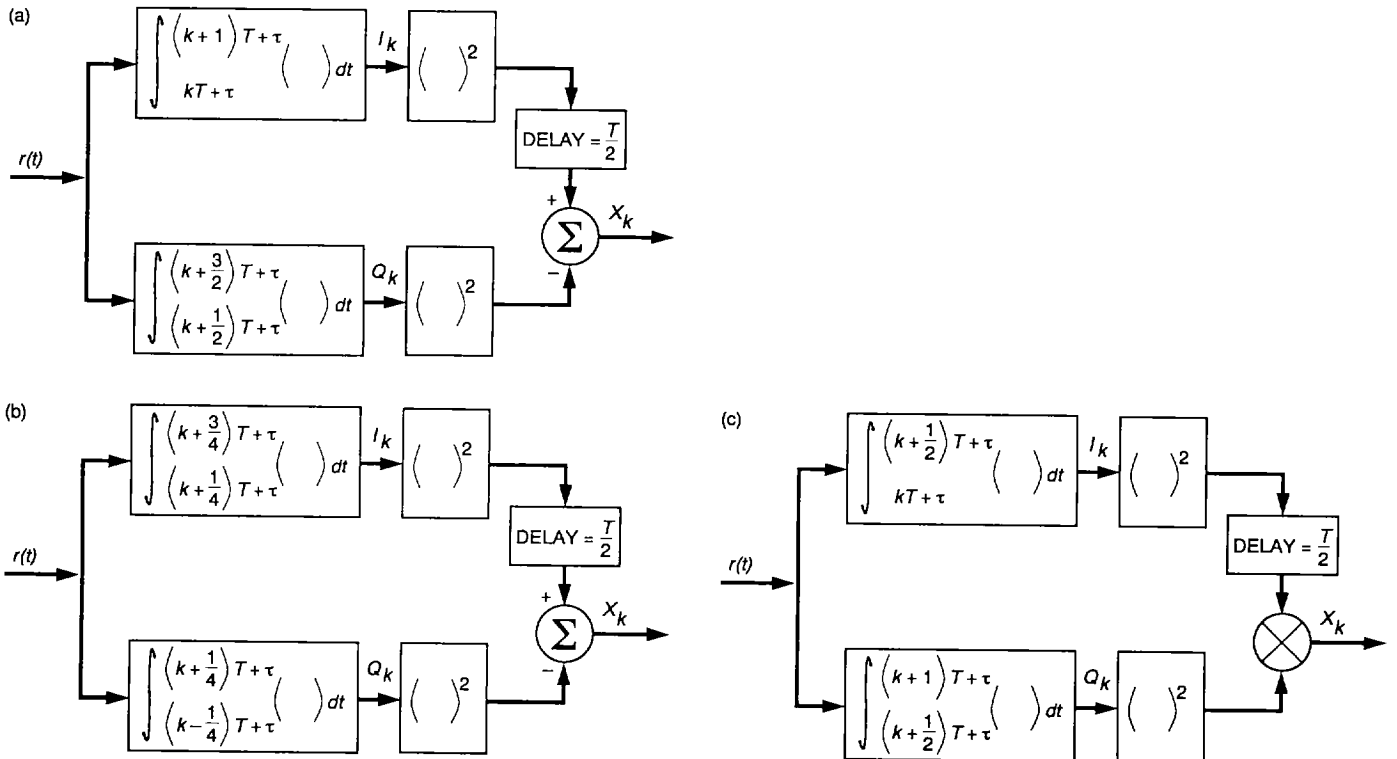 (a)
∫ (k + 1) T + τ
kT + τ
( ) dt
I_k
( )²
DELAY = T/2
r(t)
+
Σ
X_k
−
∫ (k + 3/2) T + τ
(k + 1/2) T + τ
( ) dt
Q_k
( )²
(b)
∫ (k + 3/4) T + τ
(k + 1/4) T + τ
( ) dt
I_k
( )²
DELAY = T/2
r(t)
+
Σ
X_k
−
∫ (k + 1/4) T + τ
(k − 1/4) T + τ
( ) dt
Q_k
( )²
(c)
∫ (k + 1/2) T + τ
kT + τ
( ) dt
I_k
( )²
DELAY = T/2
r(t)
X_k
∫ (k + 1) T + τ
(k + 1/2) T + τ
( ) dt
Q_k
( )²